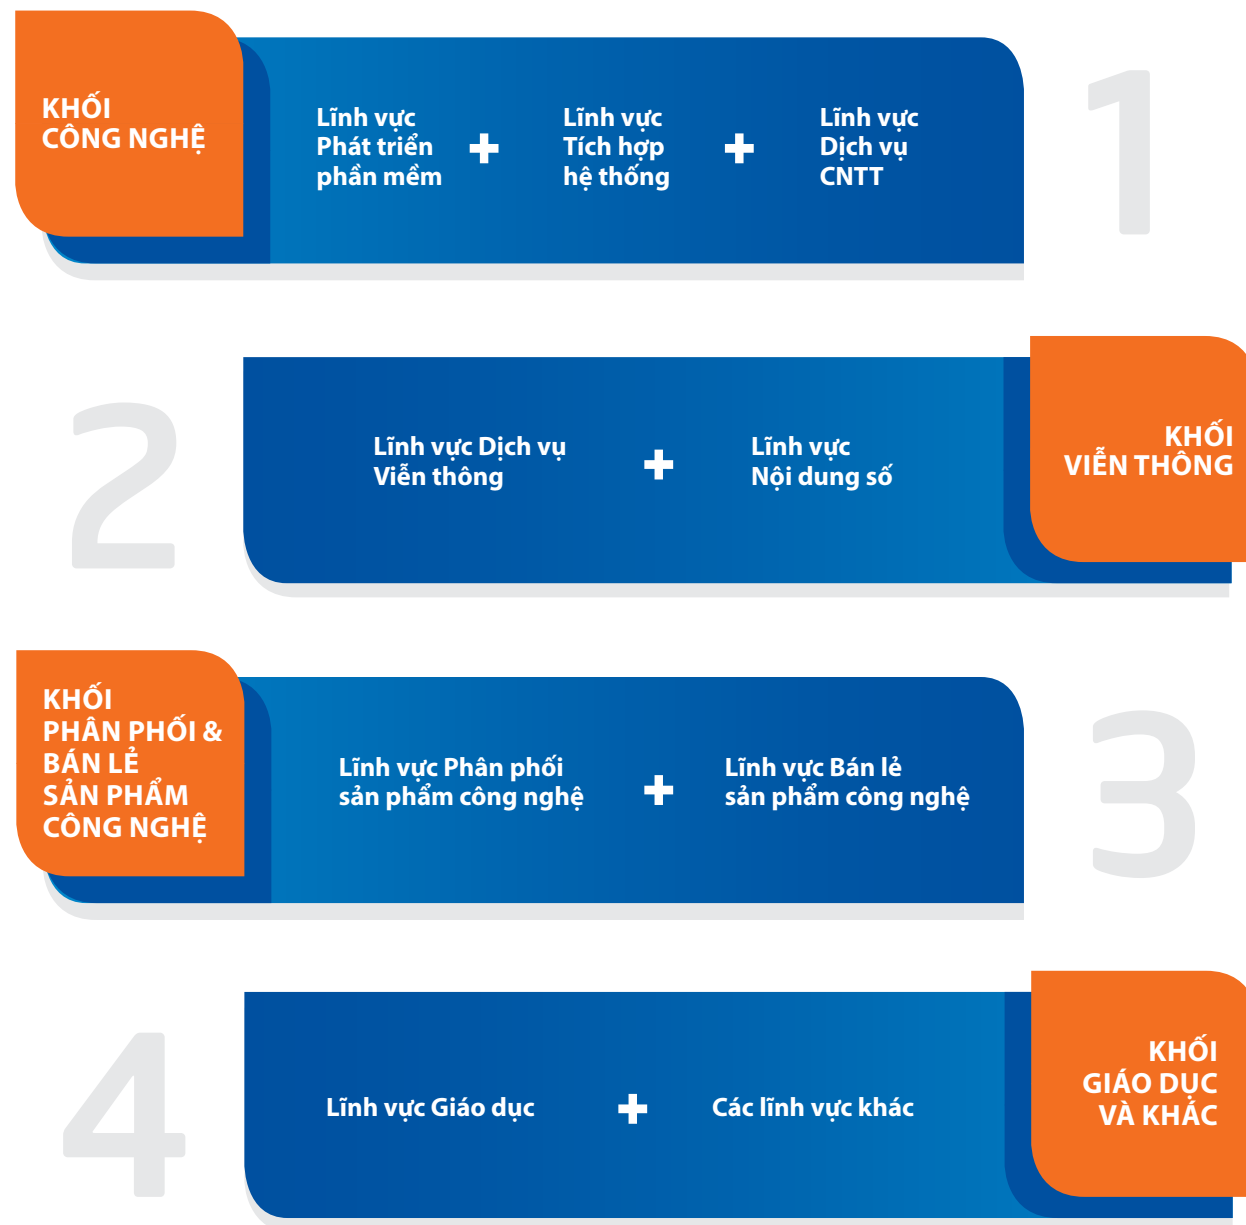 KHỐI
CÔNG NGHỆ
Lĩnh vực
Phát triển
phần mềm
Lĩnh vực
Tích hợp
hệ thống
Lĩnh vực
Dịch vụ
CNTT
1
2
Lĩnh vực Dịch vụ
Viễn thông
Lĩnh vực
Nội dung số
KHỐI
VIỄN THÔNG
KHỐI
PHÂN PHỐI &
BÁN LẺ
SẢN PHẨM
CÔNG NGHỆ
Lĩnh vực Phân phối
sản phẩm công nghệ
Lĩnh vực Bán lẻ
sản phẩm công nghệ
3
4
Lĩnh vực Giáo dục
Các lĩnh vực khác
KHỐI
GIÁO DỤC
VÀ KHÁC